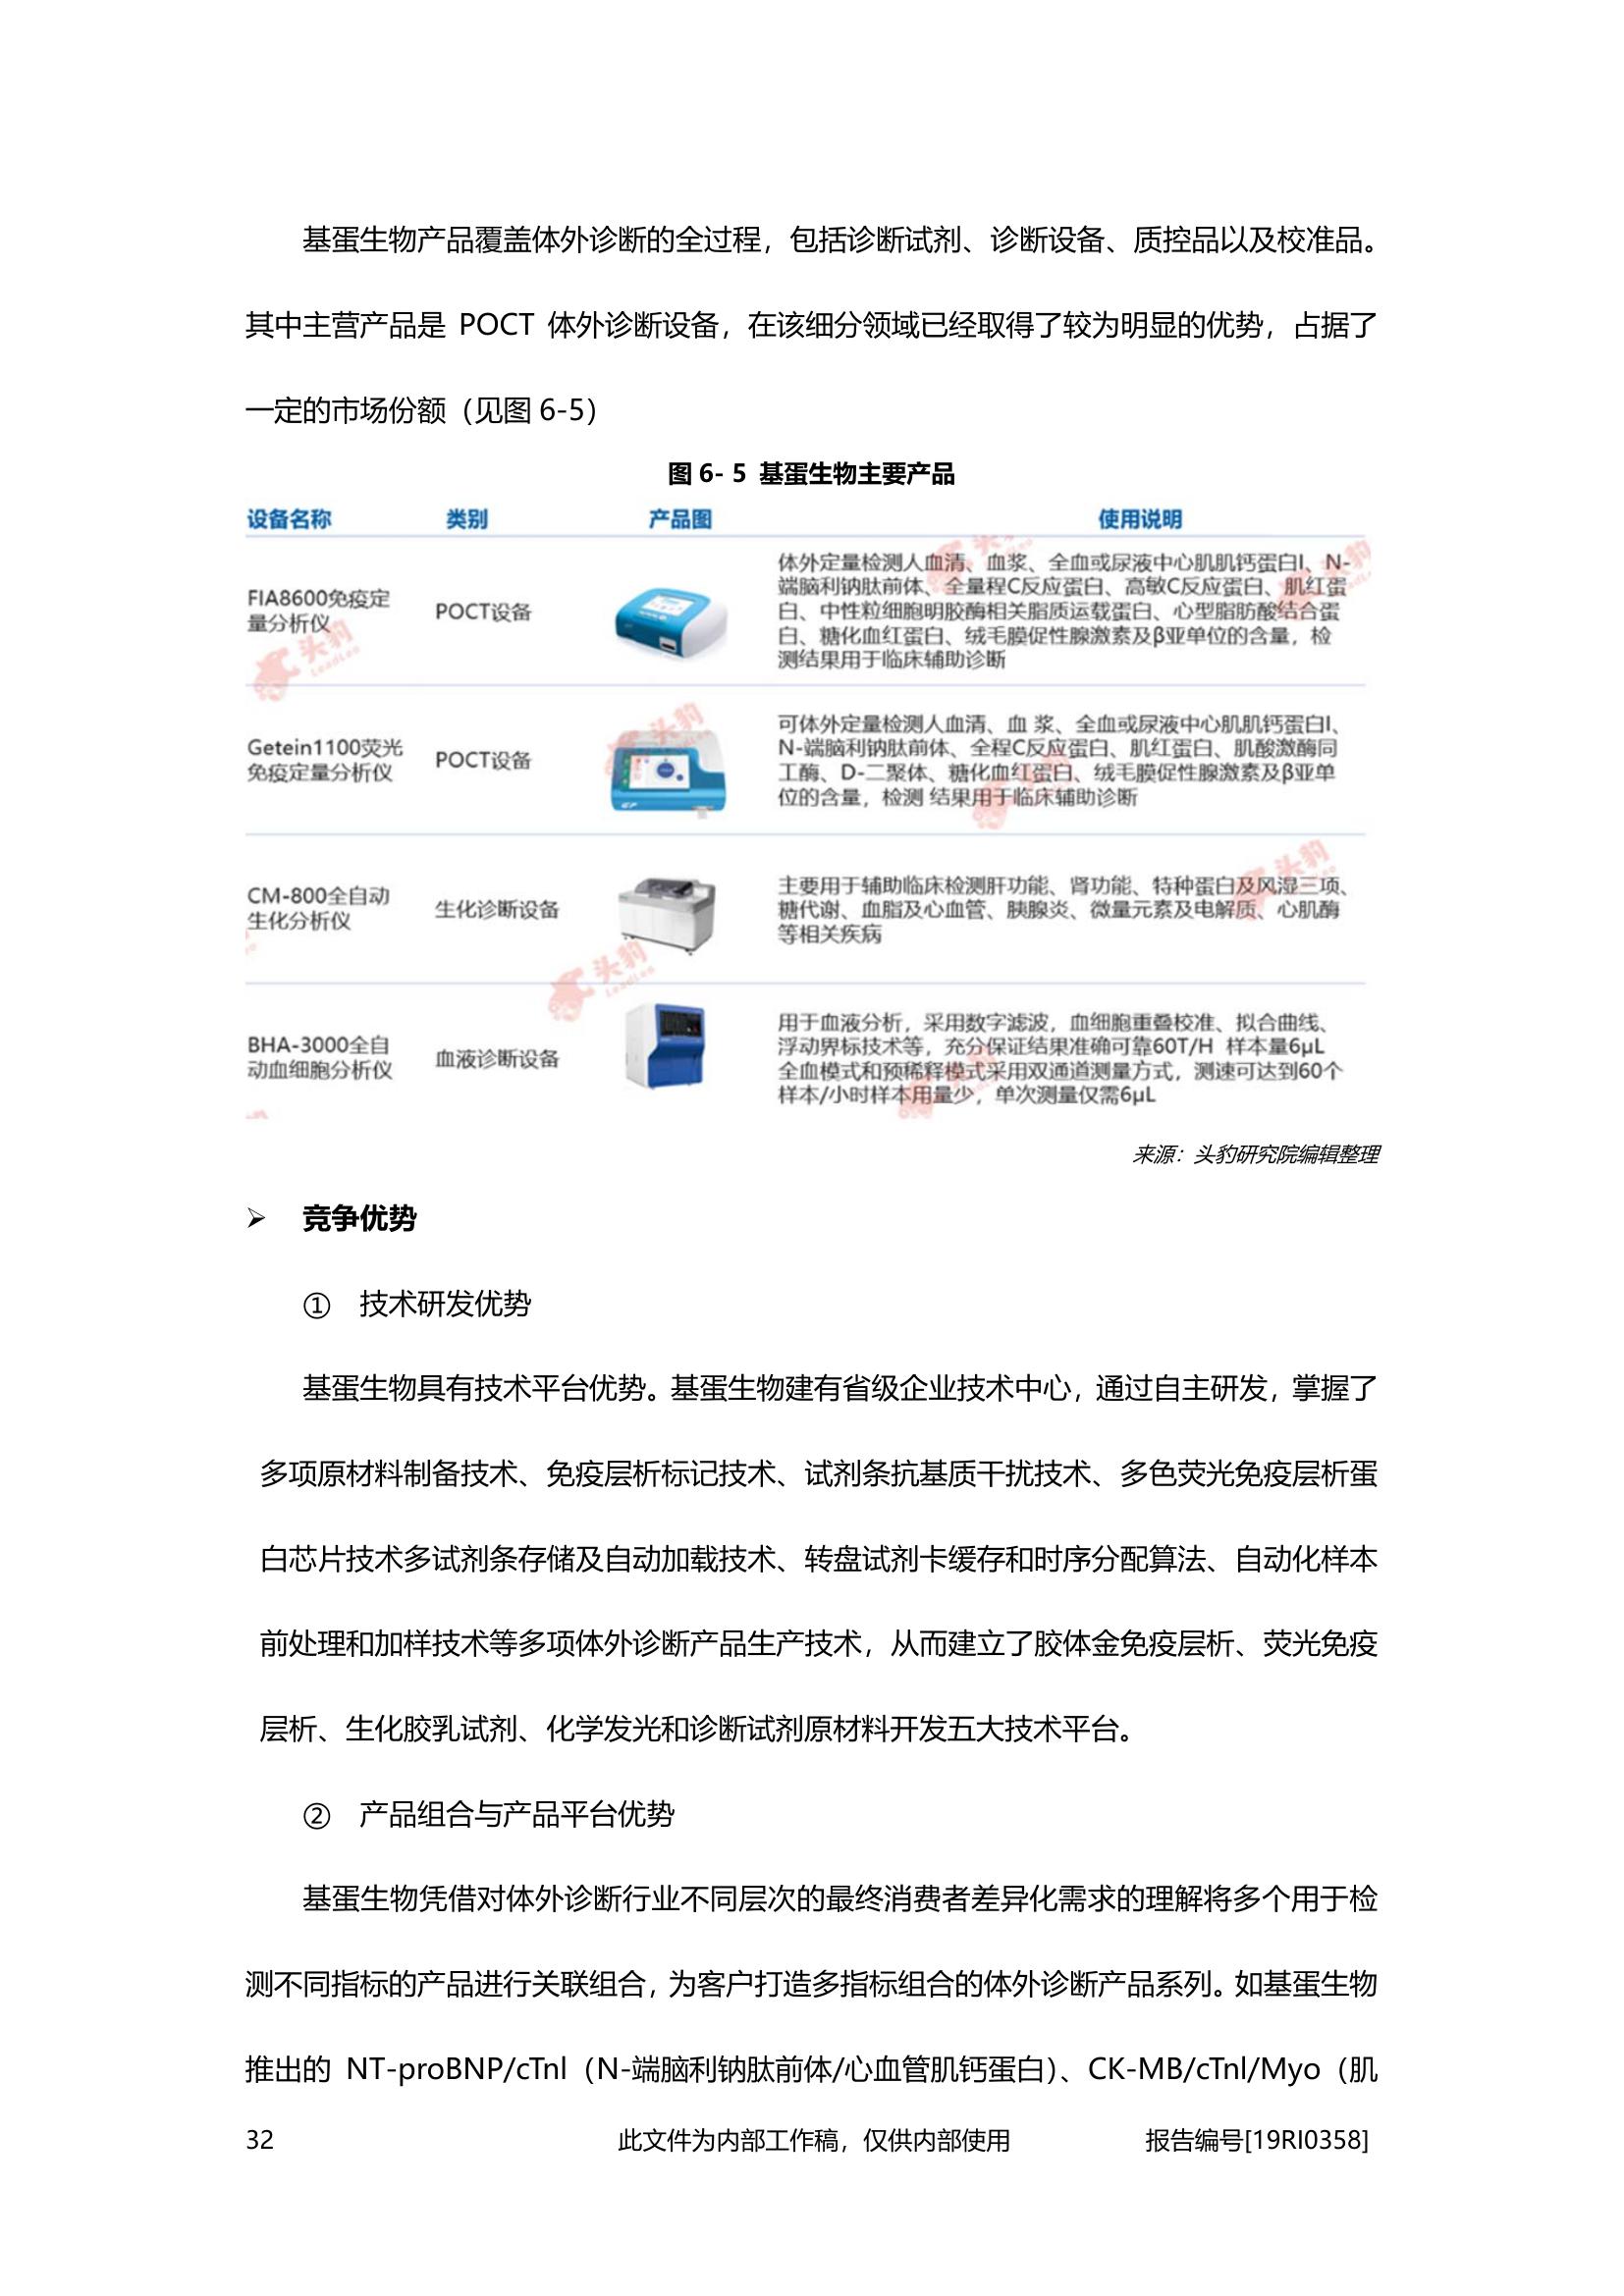 基蛋生物产品覆盖体外诊断的全过程，包括诊断试剂、诊断设备、质控品以及校准品。
其中主营产品是 POCT 体外诊断设备，在该细分领域已经取得了较为明显的优势，占据了
一定的市场份额（见图 6-5）
图 6- 5 基蛋生物主要产品
设备名称 类别 产品图 使用说明
FIA8600免疫定
量分析仪
POCT设备
体外定量检测人血清、血浆、全血或尿液中心肌肌钙蛋白I、N-
端脑利钠肽前体、全量程C反应蛋白、高敏C反应蛋白、肌红蛋
白、中性粒细胞明胶酶相关脂质运载蛋白、心型脂肪酸结合蛋
白、糖化血红蛋白、绒毛膜促性腺激素及β亚单位的含量，检
测结果用于临床辅助诊断
Getein1100荧光
免疫定量分析仪
POCT设备
可体外定量检测人血清、血 浆、全血或尿液中心肌肌钙蛋白I、
N-端脑利钠肽前体、全程C反应蛋白、肌红蛋白、肌酸激酶同
工酶、D-二聚体、糖化血红蛋白、绒毛膜促性腺激素及β亚单
位的含量，检测 结果用于临床辅助诊断
CM-800全自动
生化分析仪
生化诊断设备
主要用于辅助临床检测肝功能、肾功能、特种蛋白及风湿三项、
糖代谢、血脂及心血管、胰腺炎、微量元素及电解质、心肌酶
等相关疾病
BHA-3000全自
动血细胞分析仪
血液诊断设备
用于血液分析，采用数字滤波，血细胞重叠校准、拟合曲线、
浮动界标技术等，充分保证结果准确可靠60T/H 样本量6μL
全血模式和预稀释模式采用双通道测量方式，测速可达到60个
样本/小时样本用量少，单次测量仅需6μL
头豹
LeadLeo
来源：头豹研究院编辑整理
➢ 竞争优势
① 技术研发优势
基蛋生物具有技术平台优势。基蛋生物建有省级企业技术中心，通过自主研发，掌握了
多项原材料制备技术、免疫层析标记技术、试剂条抗基质干扰技术、多色荧光免疫层析蛋
白芯片技术多试剂条存储及自动加载技术、转盘试剂卡缓存和时序分配算法、自动化样本
前处理和加样技术等多项体外诊断产品生产技术，从而建立了胶体金免疫层析、荧光免疫
层析、生化胶乳试剂、化学发光和诊断试剂原材料开发五大技术平台。
② 产品组合与产品平台优势
基蛋生物凭借对体外诊断行业不同层次的最终消费者差异化需求的理解将多个用于检
测不同指标的产品进行关联组合，为客户打造多指标组合的体外诊断产品系列。如基蛋生物
推出的 NT-proBNP/cTnl（N-端脑利钠肽前体/心血管肌钙蛋白）、CK-MB/cTnl/Myo（肌
32 此文件为内部工作稿，仅供内部使用 报告编号[19RI0358]